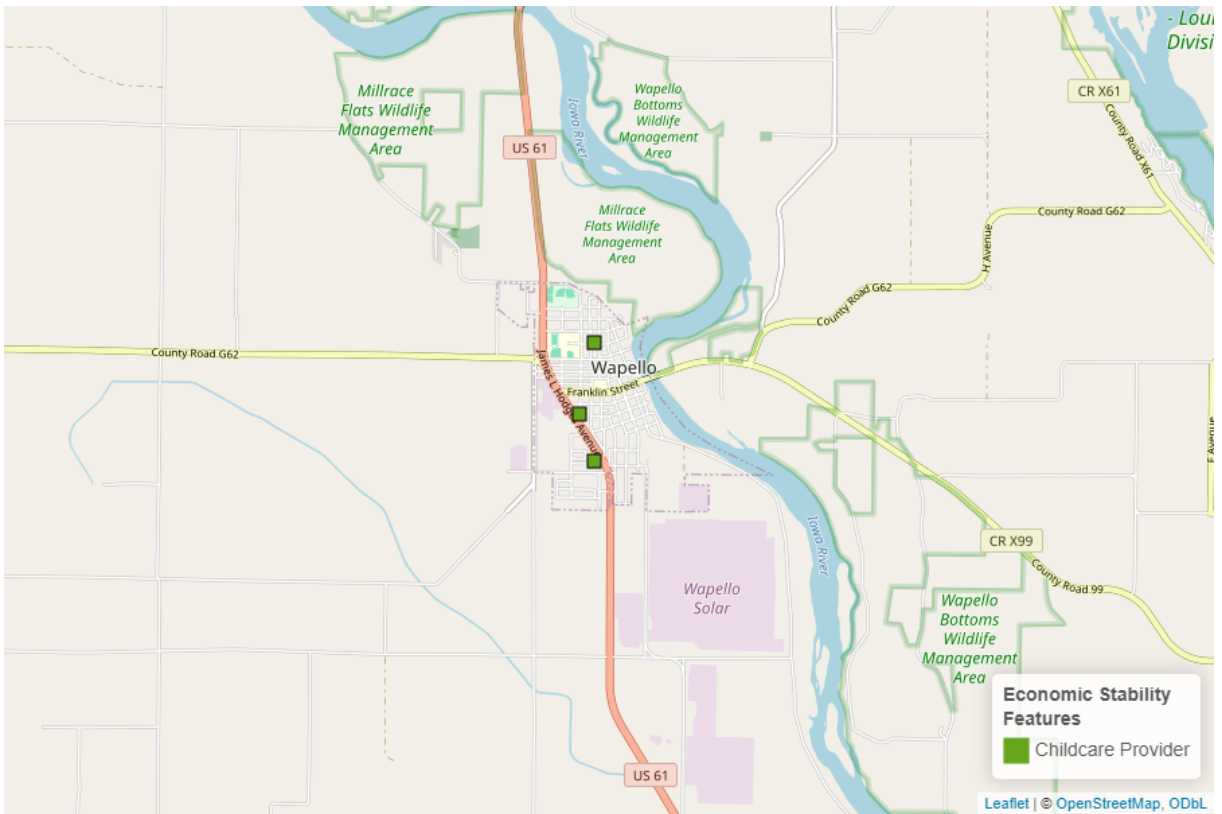 - Loui
Divisi
CR X61
County Road X61
Millrace
Flats Wildlife
Management
Area
Wapello
Bottoms
Wildlife
Management
Area
US 61
Iowa River
Millrace
Flats Wildlife
Management
Area
County Road G62
H Avenue
County Road G62
County Road G62
James L Hodges Avenue
Wapello
Franklin Street
F Avenue
Iowa River
CR X99
County Road 99
Wapello
Solar
Wapello
Bottoms
Wildlife
Management
Area
US 61
Economic Stability
Features
Childcare Provider
Leaflet | © OpenStreetMap, ODbL